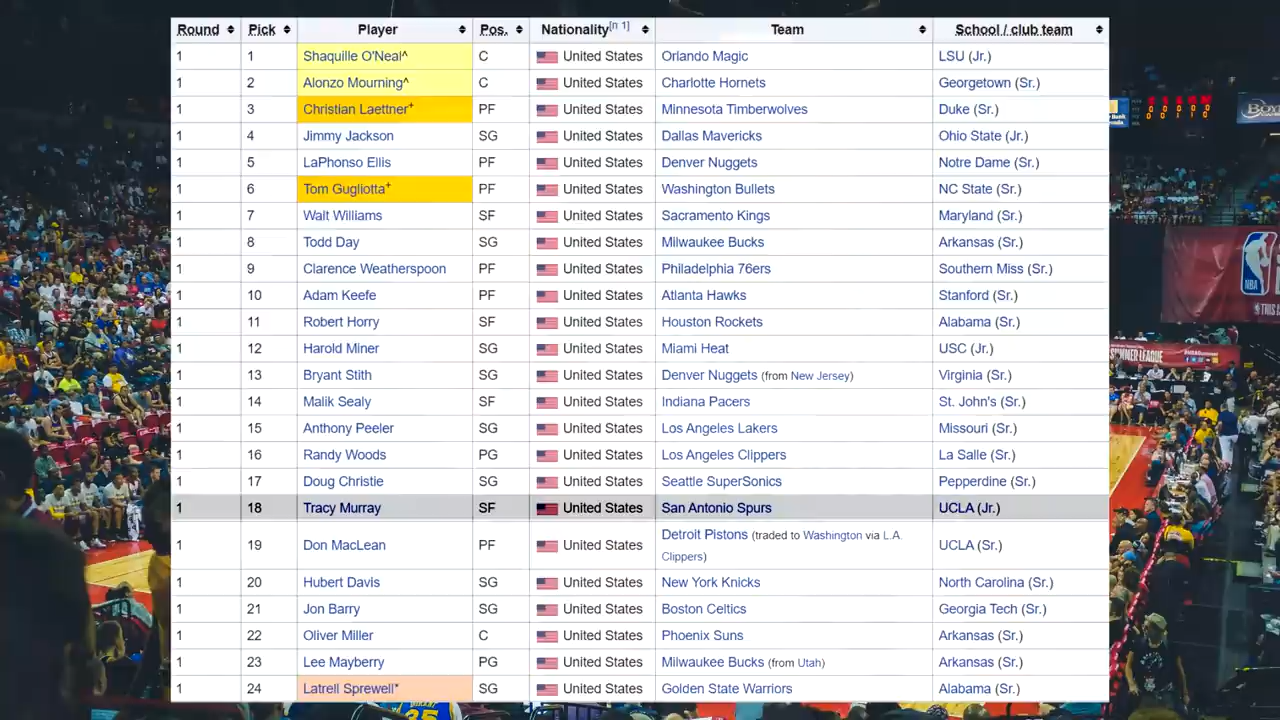 Round Pick Player Pos. Nationality[n 1] Team School / club team
1 1 Shaquille O'Neal^ C United States Orlando Magic LSU (Jr.)
1 2 Alonzo Mourning^ C United States Charlotte Hornets Georgetown (Sr.)
1 3 Christian Laettner+ PF United States Minnesota Timberwolves Duke (Sr.)
1 4 Jimmy Jackson SG United States Dallas Mavericks Ohio State (Jr.)
1 5 LaPhonso Ellis PF United States Denver Nuggets Notre Dame (Sr.)
1 6 Tom Gugliotta+ PF United States Washington Bullets NC State (Sr.)
1 7 Walt Williams SF United States Sacramento Kings Maryland (Sr.)
1 8 Todd Day SG United States Milwaukee Bucks Arkansas (Sr.)
1 9 Clarence Weatherspoon PF United States Philadelphia 76ers Southern Miss (Sr.)
1 10 Adam Keefe PF United States Atlanta Hawks Stanford (Sr.)
1 11 Robert Horry SF United States Houston Rockets Alabama (Sr.)
1 12 Harold Miner SG United States Miami Heat USC (Jr.)
1 13 Bryant Stith SG United States Denver Nuggets (from New Jersey) Virginia (Sr.)
1 14 Malik Sealy SF United States Indiana Pacers St. John's (Sr.)
1 15 Anthony Peeler SG United States Los Angeles Lakers Missouri (Sr.)
1 16 Randy Woods PG United States Los Angeles Clippers La Salle (Sr.)
1 17 Doug Christie SG United States Seattle SuperSonics Pepperdine (Sr.)
1 18 Tracy Murray SF United States San Antonio Spurs UCLA (Jr.)
1 19 Don MacLean PF United States Detroit Pistons (traded to Washington via L.A.
Clippers) UCLA (Sr.)
1 20 Hubert Davis SG United States New York Knicks North Carolina (Sr.)
1 21 Jon Barry SG United States Boston Celtics Georgia Tech (Sr.)
1 22 Oliver Miller C United States Phoenix Suns Arkansas (Sr.)
1 23 Lee Mayberry PG United States Milwaukee Bucks (from Utah) Arkansas (Sr.)
1 24 Latrell Sprewell* SG United States Golden State Warriors Alabama (Sr.)
NBA
THIS
SUMMER LEAGUE